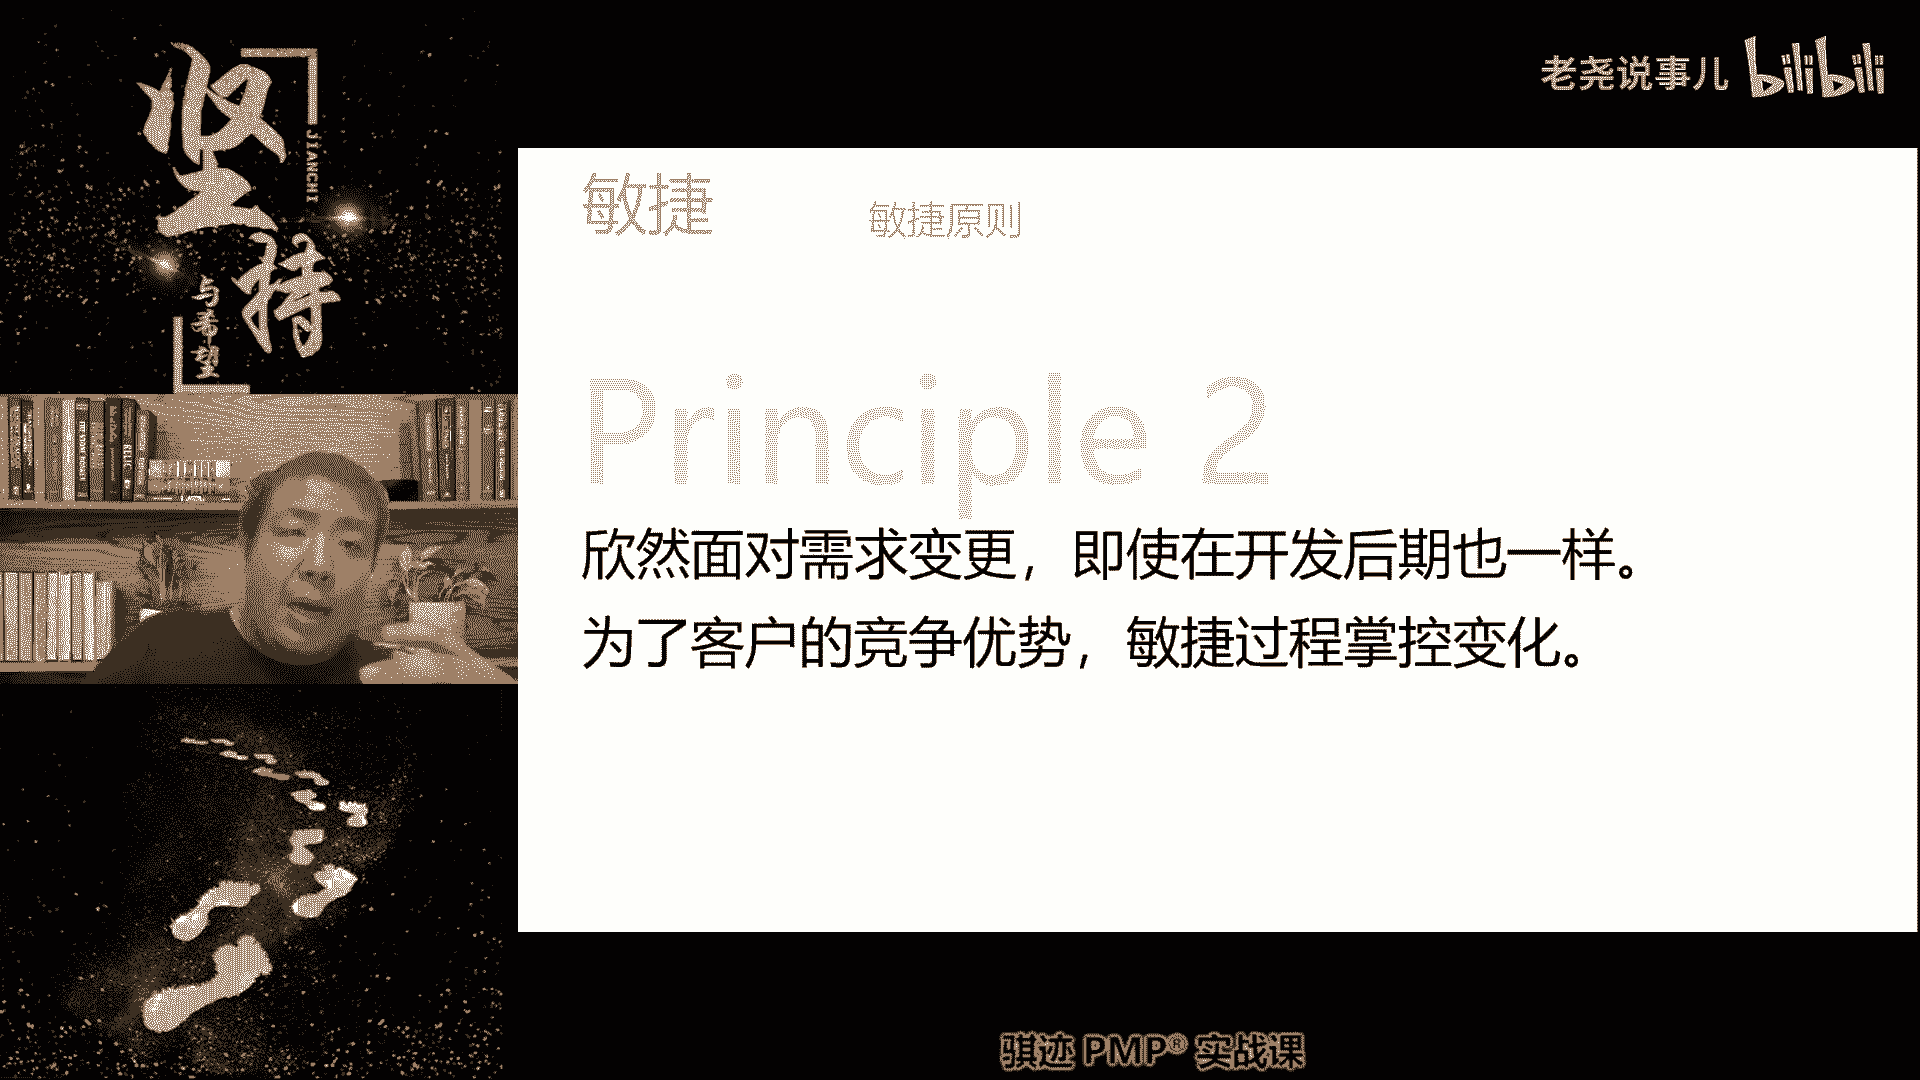 坚持
JIANCHI
与希望
老尧说事儿 bilibili
敏捷
敏捷原则
Principle 2
欣然面对需求变更，即使在开发后期也一样。
为了客户的竞争优势，敏捷过程掌控变化。
骐迹 PMP® 实战课